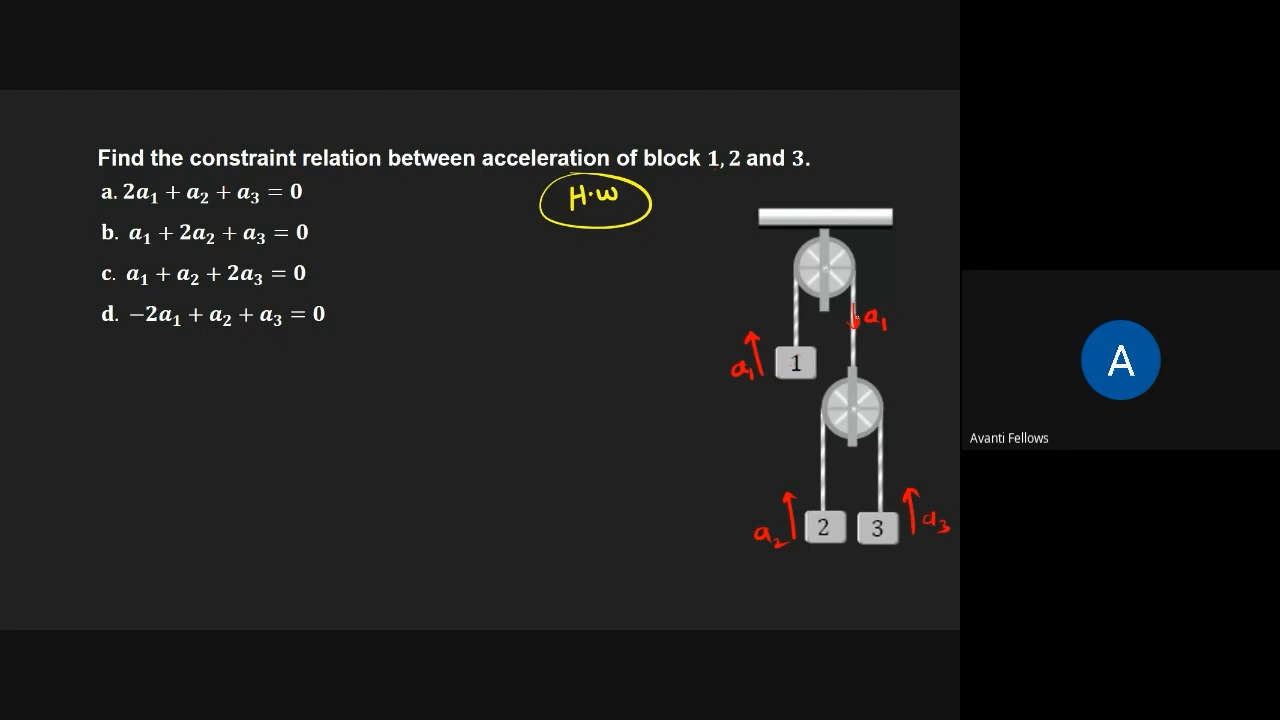 Find the constraint relation between acceleration of block 1, 2 and 3.
a. 2a₁ + a₂ + a₃ = 0
H.W
b. a₁ + 2a₂ + a₃ = 0
c. a₁ + a₂ + 2a₃ = 0
d. −2a₁ + a₂ + a₃ = 0
a₁
a₁
1
A
Avanti Fellows
a₂
2
3
a₃